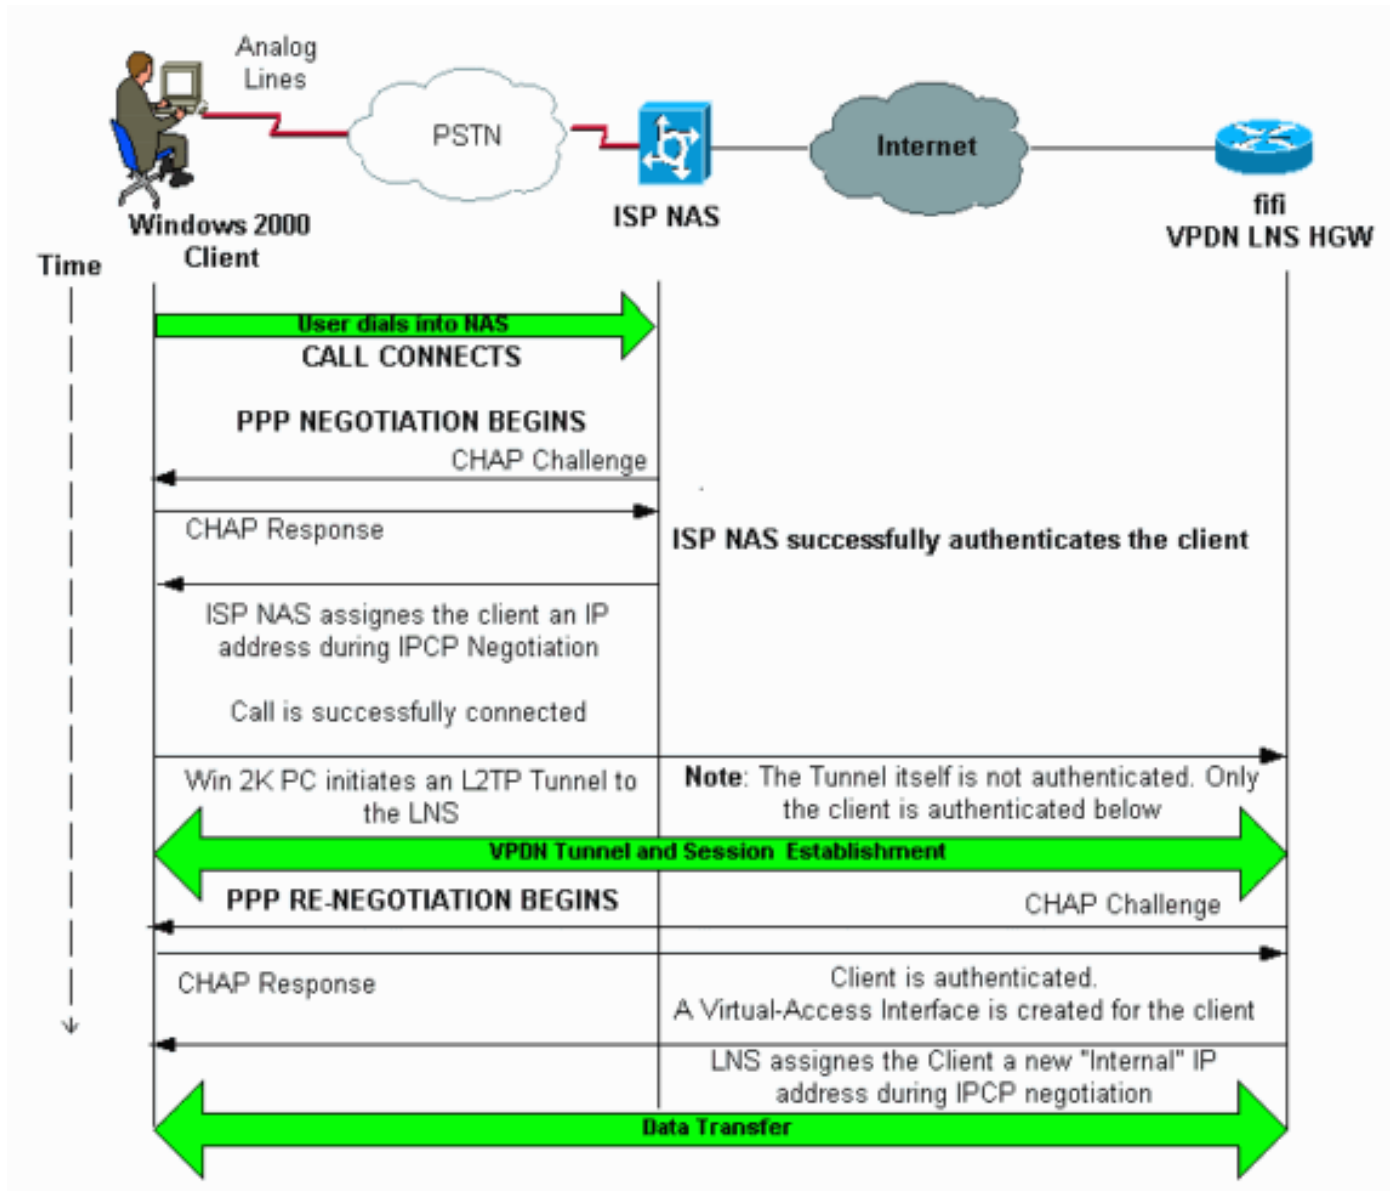 Analog
Lines
PSTN
Internet
ISP NAS
fifi
VPDN LNS HGW
Windows 2000
Client
Time
User dials into NAS
CALL CONNECTS
PPP NEGOTIATION BEGINS
CHAP Challenge
CHAP Response
ISP NAS successfully authenticates the client
ISP NAS assignes the client an IP
address during IPCP Negotiation
Call is successfully connected
Win 2K PC initiates an L2TP Tunnel to
the LNS
Note: The Tunnel itself is not authenticated. Only
the client is authenticated below
VPDN Tunnel and Session Establishment
PPP RE-NEGOTIATION BEGINS
CHAP Challenge
CHAP Response
Client is authenticated.
A Virtual-Access Interface is created for the client
LNS assignes the Client a new "Internal" IP
address during IPCP negotiation
Data Transfer